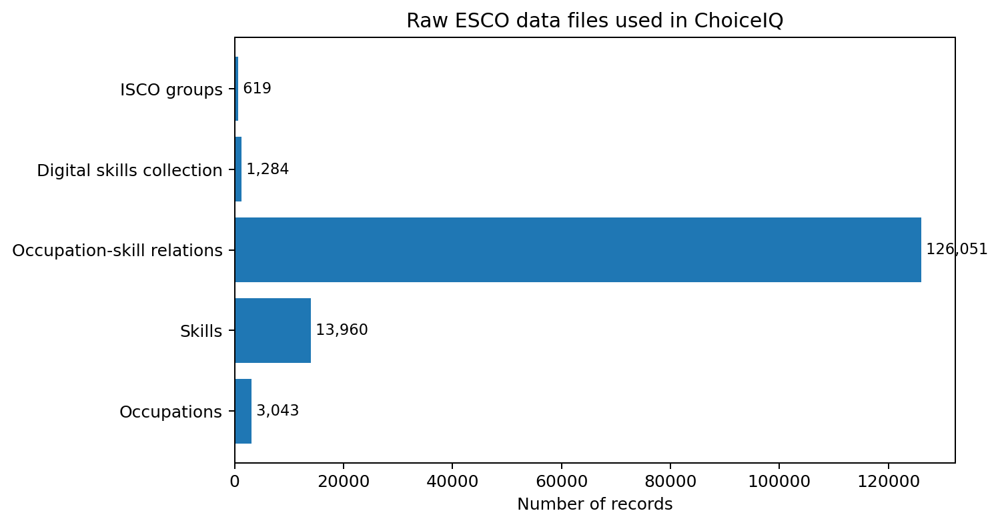 Raw ESCO data files used in ChoiceIQ
ISCO groups 619
Digital skills collection 1,284
Occupation-skill relations 126,051
Skills 13,960
Occupations 3,043
0 20000 40000 60000 80000 100000 120000
Number of records